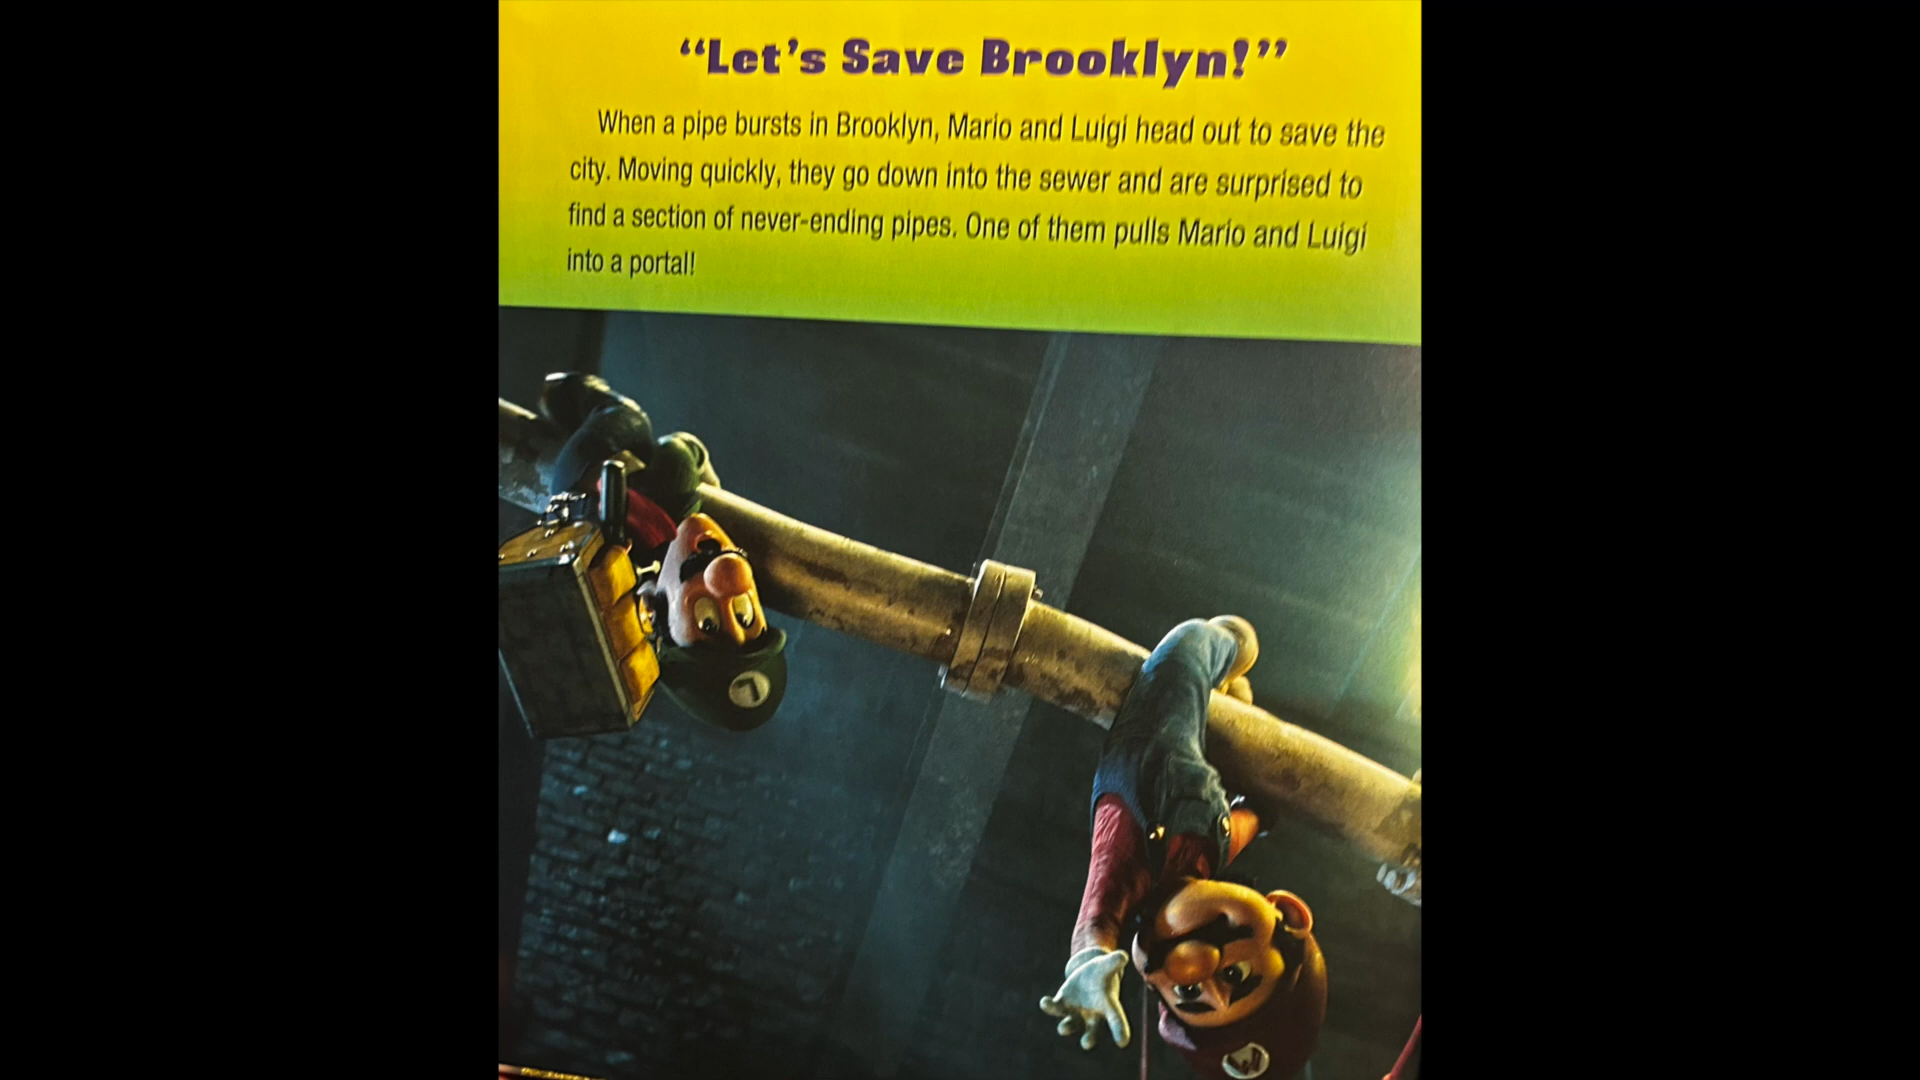 “Let’s Save Brooklyn!”
When a pipe bursts in Brooklyn, Mario and Luigi head out to save the
city. Moving quickly, they go down into the sewer and are surprised to
find a section of never-ending pipes. One of them pulls Mario and Luigi
into a portal!
L
M